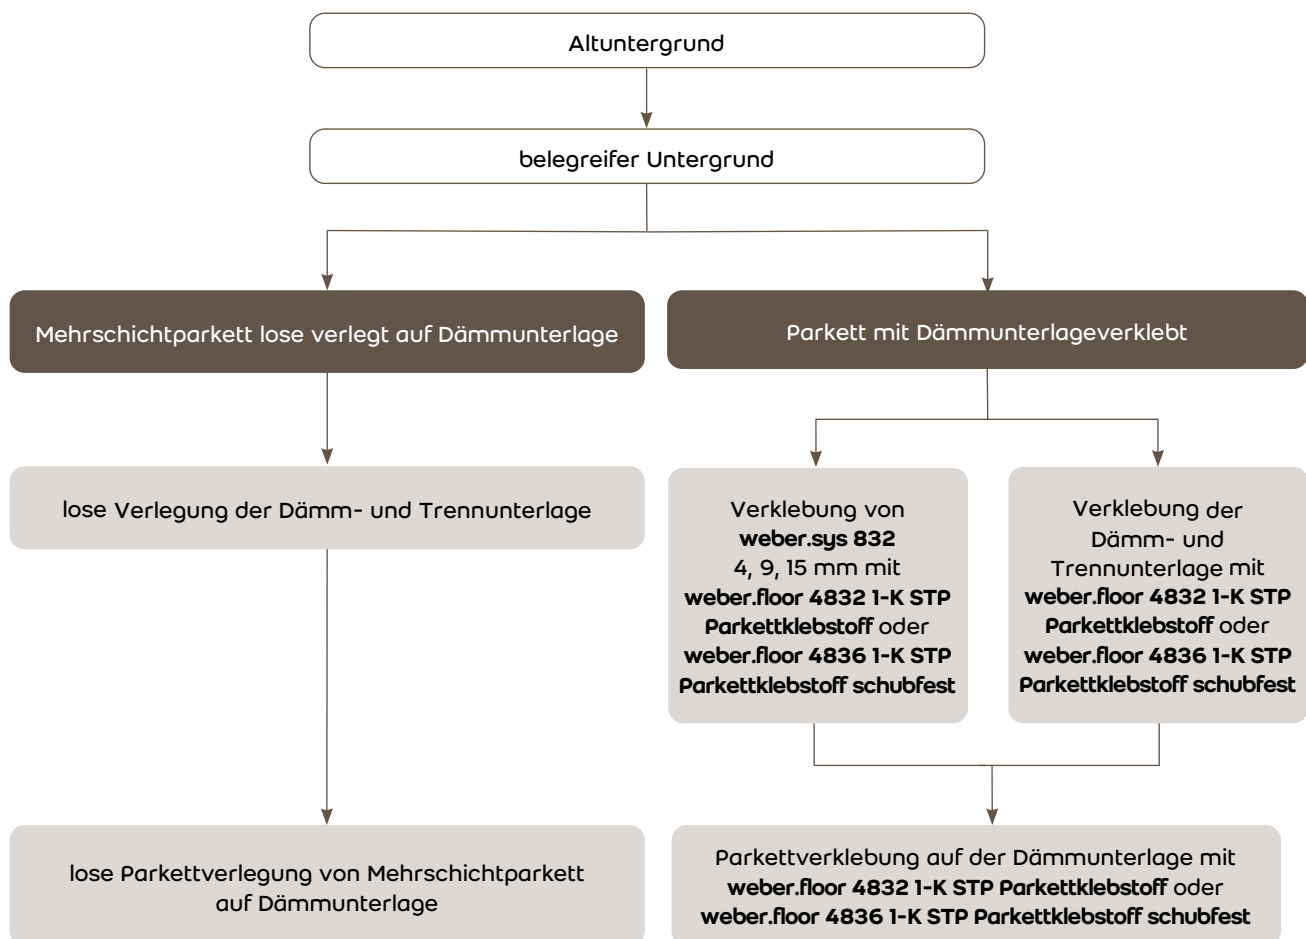 Altuntergrund
belegreifer Untergrund
Mehrschichtparkett lose verlegt auf Dämmunterlage
Parkett mit Dämmunterlageverklebt
lose Verlegung der Dämm- und Trennunterlage
Verklebung von
weber.sys 832
4, 9, 15 mm mit
weber.floor 4832 1-K STP
Parkettklebstoff oder
weber.floor 4836 1-K STP
Parkettklebstoff schubfest
Verklebung der
Dämm- und
Trennunterlage mit
weber.floor 4832 1-K STP
Parkettklebstoff oder
weber.floor 4836 1-K STP
Parkettklebstoff schubfest
lose Parkettverlegung von Mehrschichtparkett
auf Dämmunterlage
Parkettverklebung auf der Dämmunterlage mit
weber.floor 4832 1-K STP Parkettklebstoff oder
weber.floor 4836 1-K STP Parkettklebstoff schubfest